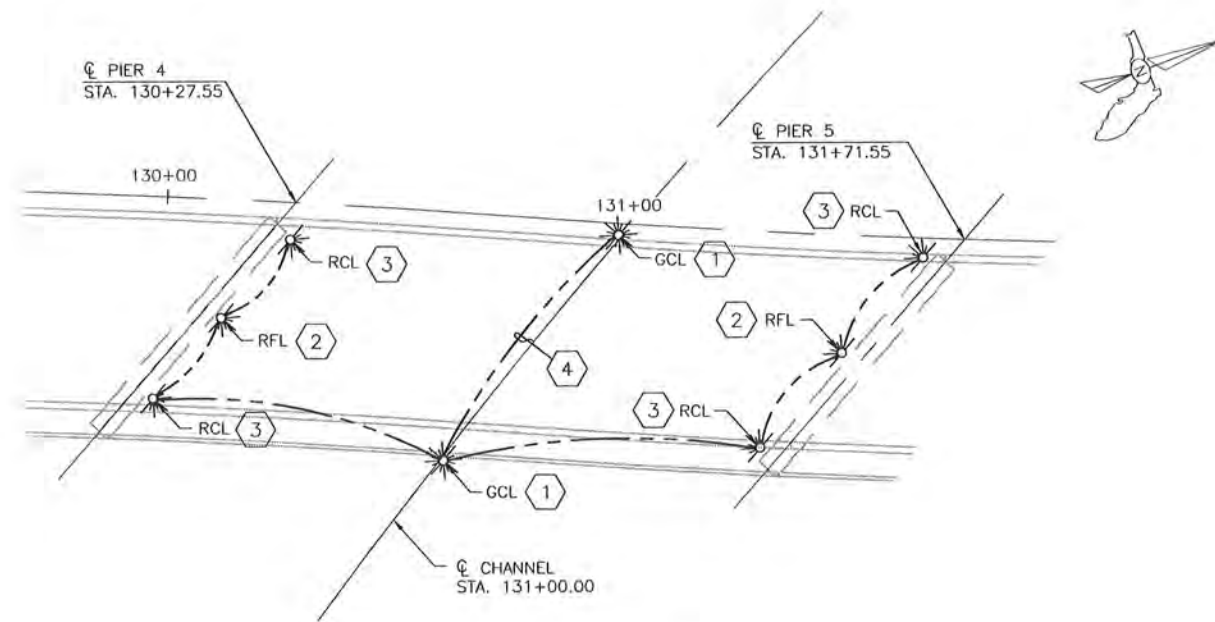 ℄ PIER 4
STA. 130+27.55
N
℄ PIER 5
STA. 131+71.55
130+00
131+00
3 RCL
RCL 3
GCL 1
2 RFL
RFL 2
4
3 RCL
RCL 3
GCL 1
℄ CHANNEL
STA. 131+00.00